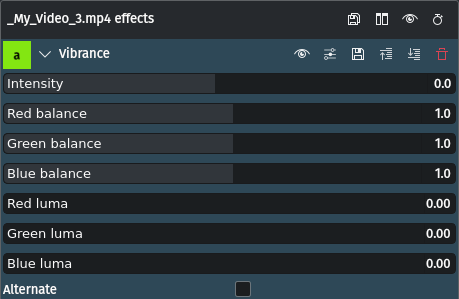 _My_Video_3.mp4 effects
a Vibrance
Intensity 0.0
Red balance 1.0
Green balance 1.0
Blue balance 1.0
Red luma 0.00
Green luma 0.00
Blue luma 0.00
Alternate